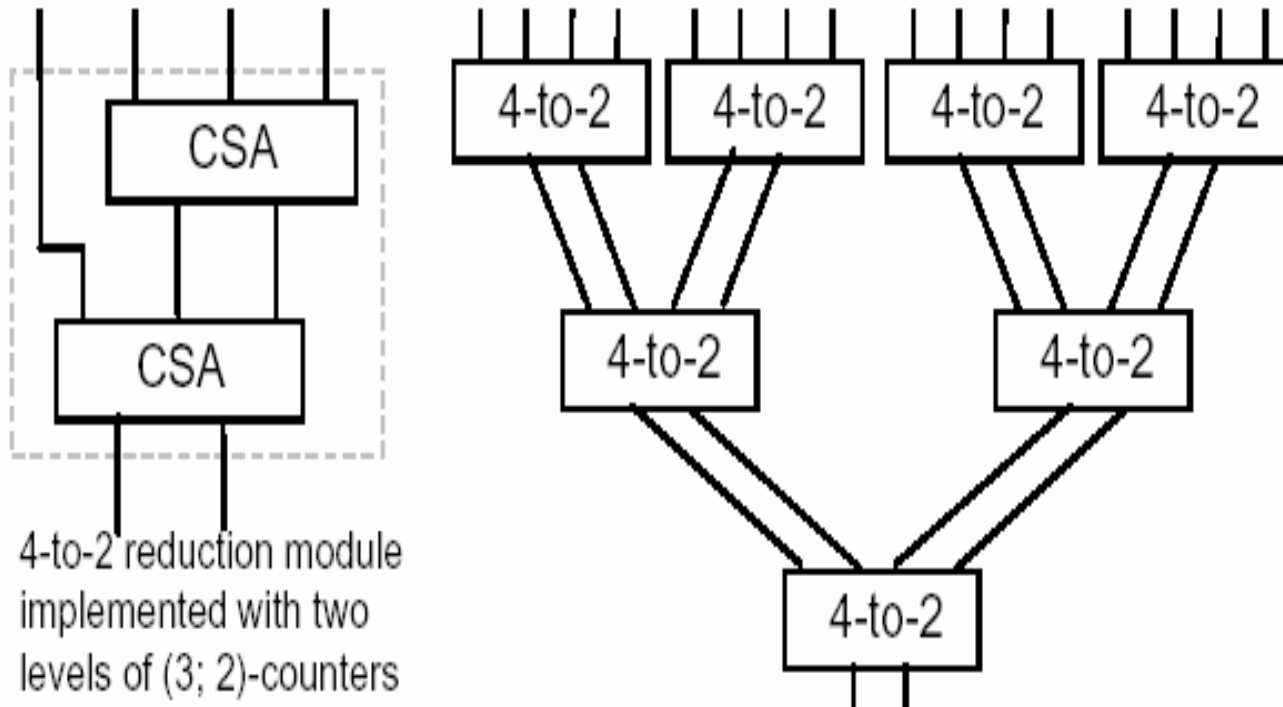 CSA
CSA
4-to-2 reduction module
implemented with two
levels of (3; 2)-counters
4-to-2 4-to-2 4-to-2 4-to-2
4-to-2 4-to-2
4-to-2